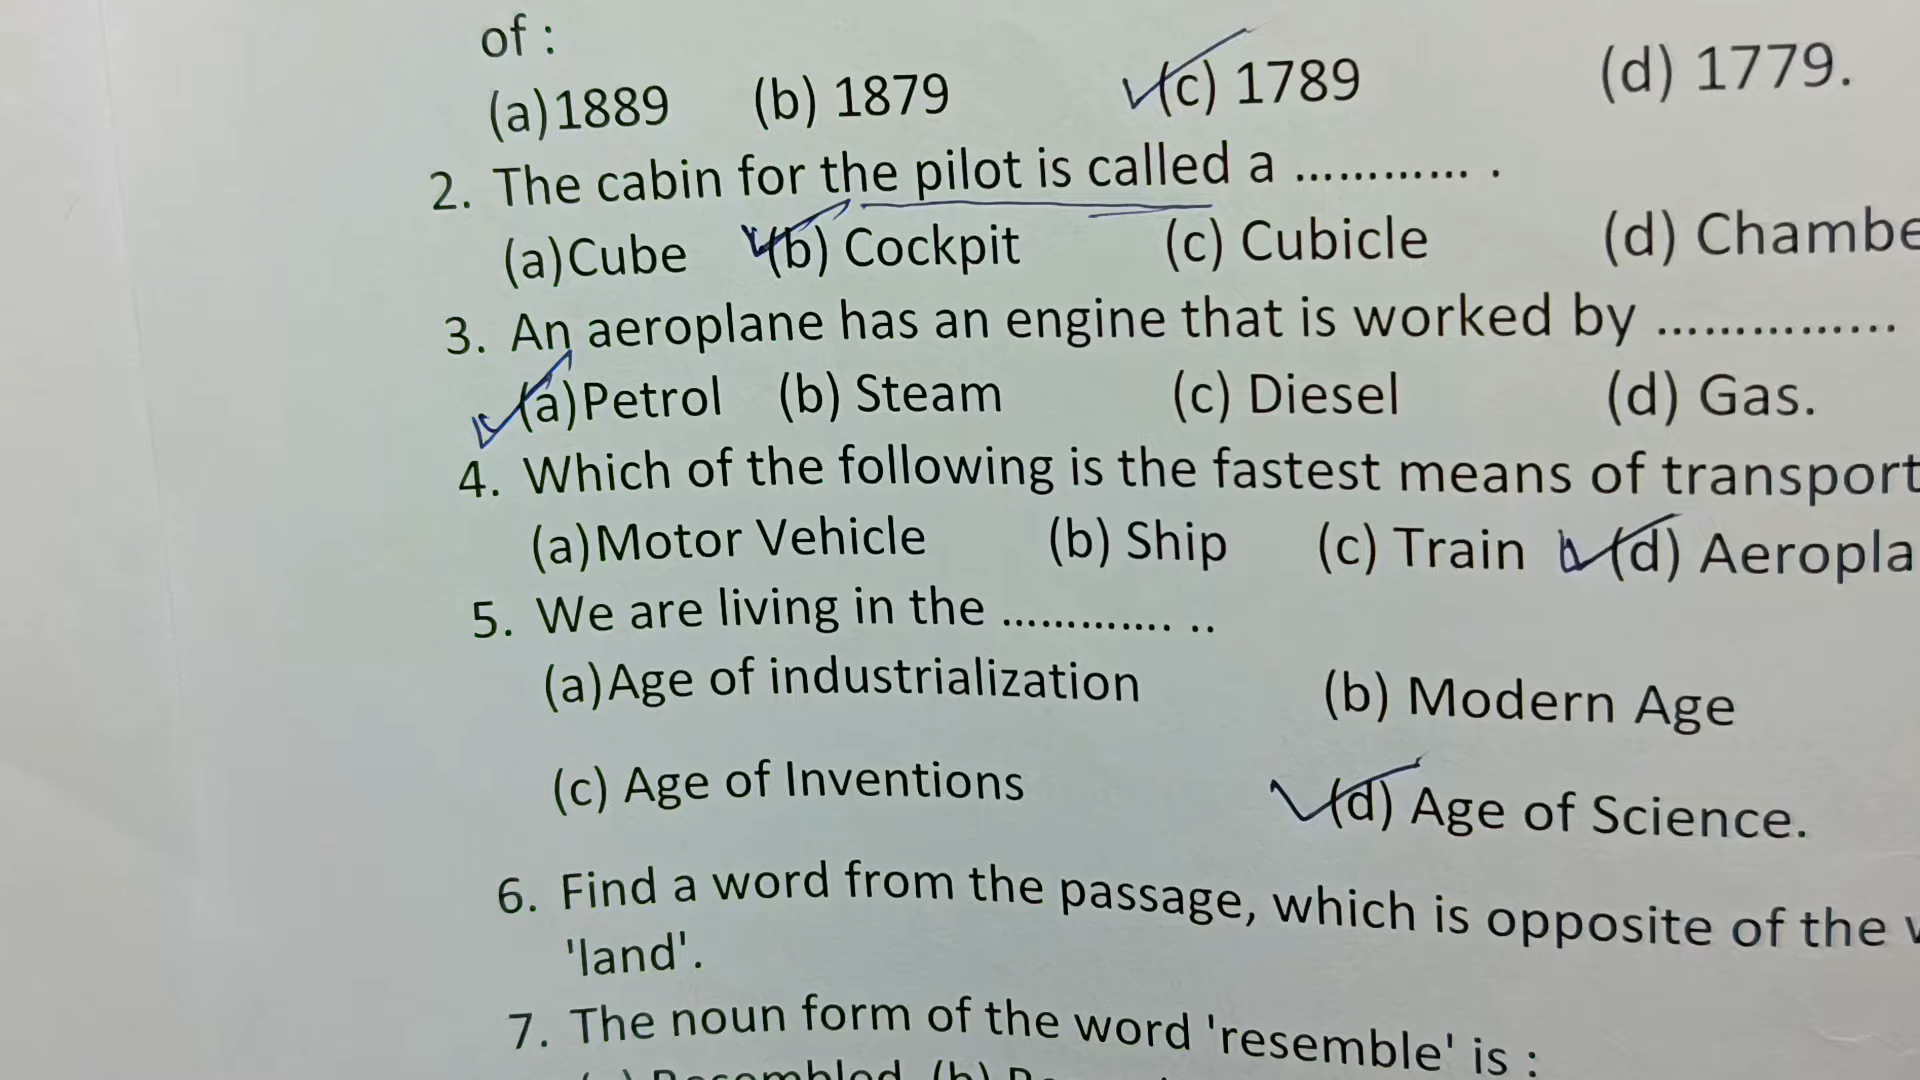 of :
(a)1889 (b) 1879 (c) 1789 (d) 1779.
2. The cabin for the pilot is called a ............. .
(a)Cube (b) Cockpit (c) Cubicle (d) Chambe
3. An aeroplane has an engine that is worked by ...............
(a)Petrol (b) Steam (c) Diesel (d) Gas.
4. Which of the following is the fastest means of transport
(a)Motor Vehicle (b) Ship (c) Train (d) Aeropla
5. We are living in the ............. ..
(a)Age of industrialization (b) Modern Age
(c) Age of Inventions (d) Age of Science.
6. Find a word from the passage, which is opposite of the
'land'.
7. The noun form of the word 'resemble' is :
(a) Resembled (b)